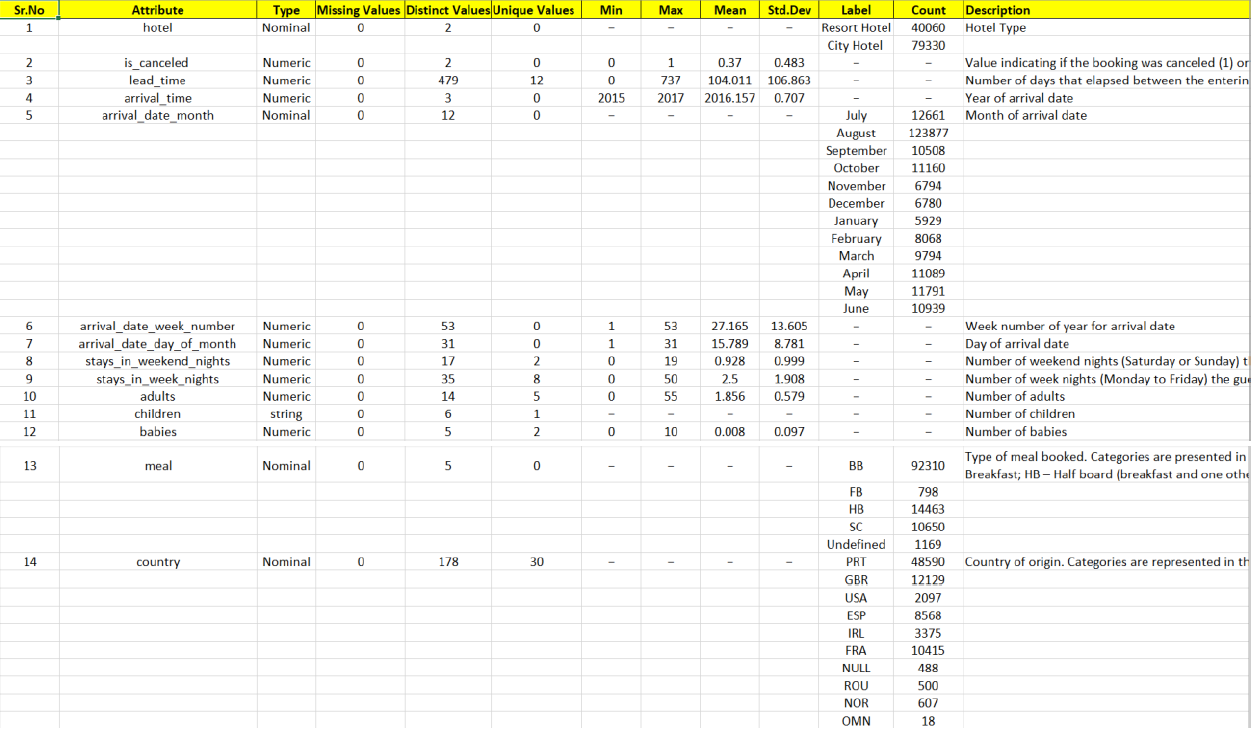 Sr.No Attribute Type Missing Values Distinct Values Unique Values Min Max Mean Std.Dev Label Count Description
1 hotel Nominal 0 2 0 – – – – Resort Hotel 40060 Hotel Type
City Hotel 79330
2 is_canceled Numeric 0 2 0 0 1 0.37 0.483 – – Value indicating if the booking was canceled (1) or
3 lead_time Numeric 0 479 12 0 737 104.011 106.863 – – Number of days that elapsed between the enterin
4 arrival_time Numeric 0 3 0 2015 2017 2016.157 0.707 – – Year of arrival date
5 arrival_date_month Nominal 0 12 0 – – – – July 12661 Month of arrival date
August 123877
September 10508
October 11160
November 6794
December 6780
January 5929
February 8068
March 9794
April 11089
May 11791
June 10939
6 arrival_date_week_number Numeric 0 53 0 1 53 27.165 13.605 – – Week number of year for arrival date
7 arrival_date_day_of_month Numeric 0 31 0 1 31 15.789 8.781 – – Day of arrival date
8 stays_in_weekend_nights Numeric 0 17 2 0 19 0.928 0.999 – – Number of weekend nights (Saturday or Sunday) t
9 stays_in_week_nights Numeric 0 35 8 0 50 2.5 1.908 – – Number of week nights (Monday to Friday) the gue
10 adults Numeric 0 14 5 0 55 1.856 0.579 – – Number of adults
11 children string 0 6 1 – – – – – – Number of children
12 babies Numeric 0 5 2 0 10 0.008 0.097 – – Number of babies
13 meal Nominal 0 5 0 – – – – BB 92310 Type of meal booked. Categories are presented in
Breakfast; HB – Half board (breakfast and one othe
FB 798
HB 14463
SC 10650
Undefined 1169
14 country Nominal 0 178 30 – – – – PRT 48590 Country of origin. Categories are represented in th
GBR 12129
USA 2097
ESP 8568
IRL 3375
FRA 10415
NULL 488
ROU 500
NOR 607
OMN 18